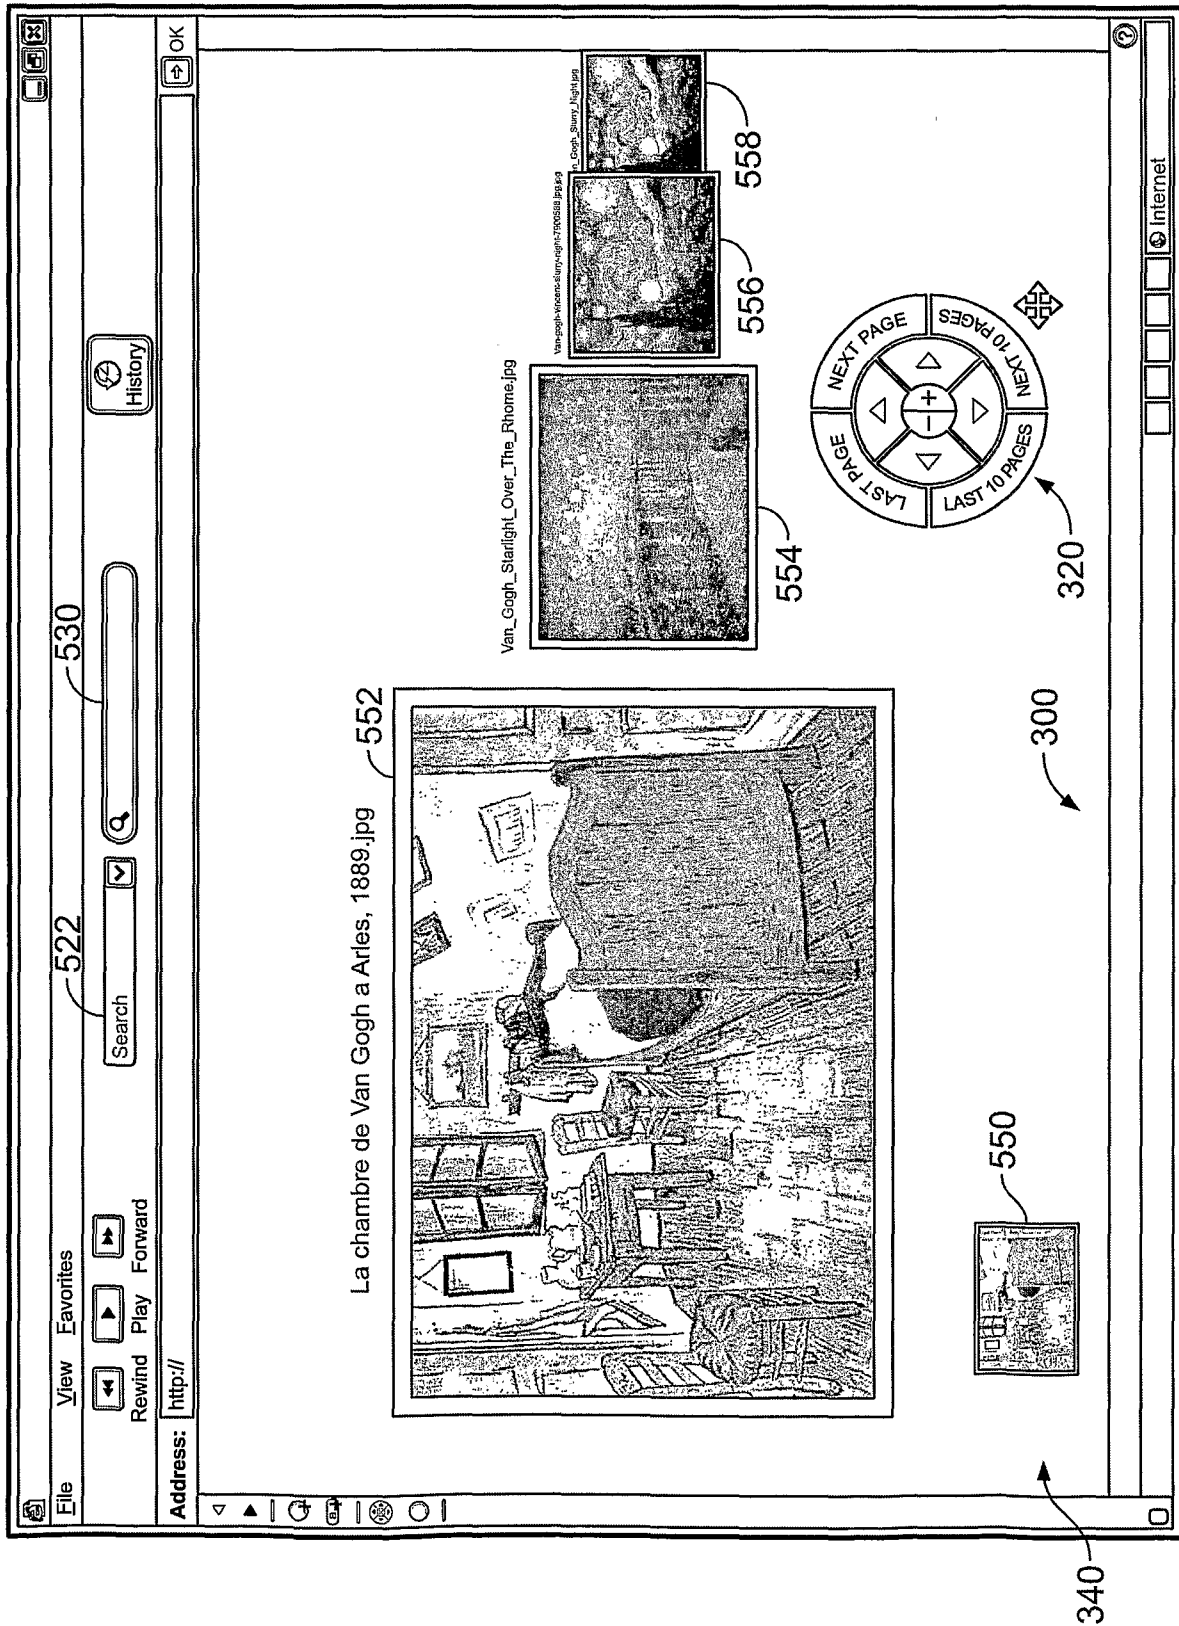 522
530
File View Favorites
Rewind Play Forward
Search
History
Address: http://
OK
La chambre de Van Gogh a Arles, 1889.jpg
552
Van_Gogh_Starlight_Over_The_Rhome.jpg
554
556
558
LAST PAGE
NEXT PAGE
LAST 10 PAGES
NEXT 10 PAGES
- +
320
550
300
340
Internet